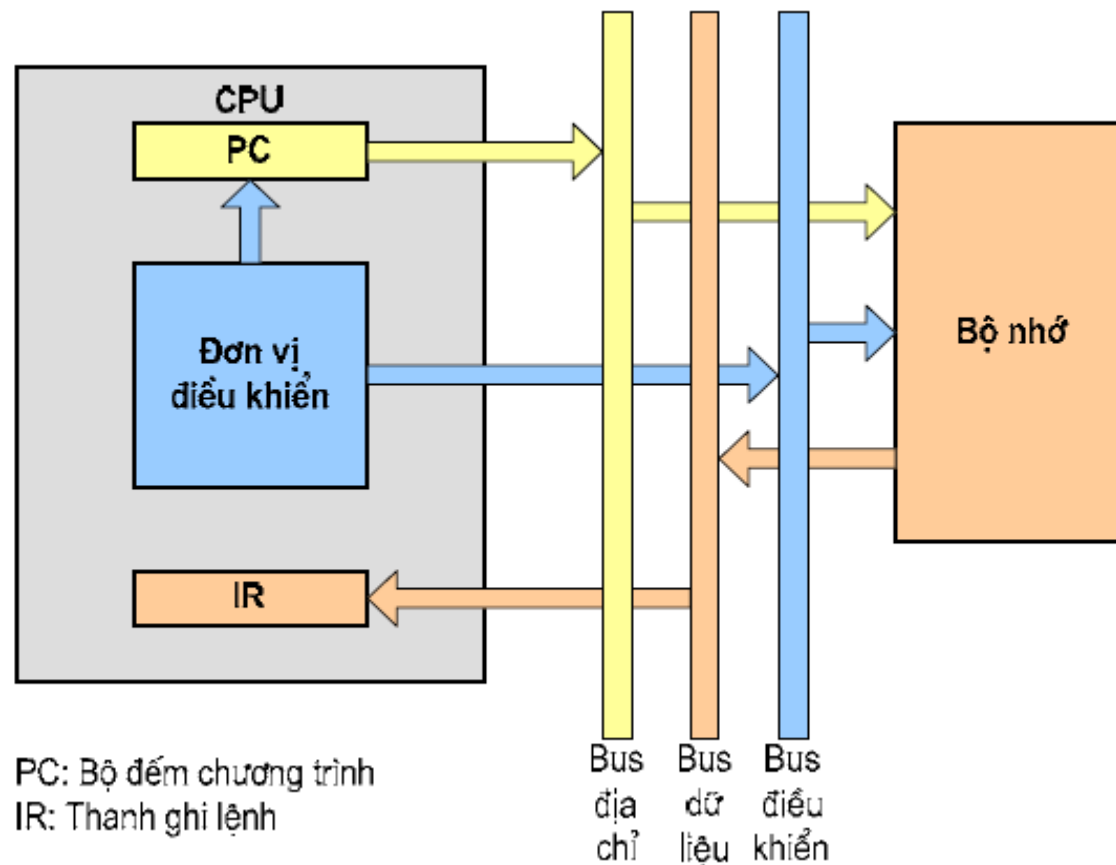 CPU
PC
Đơn vị
điều khiển
Bộ nhớ
IR
PC: Bộ đếm chương trình
IR: Thanh ghi lệnh
Bus
địa
chỉ
Bus
dữ
liệu
Bus
điều
khiển